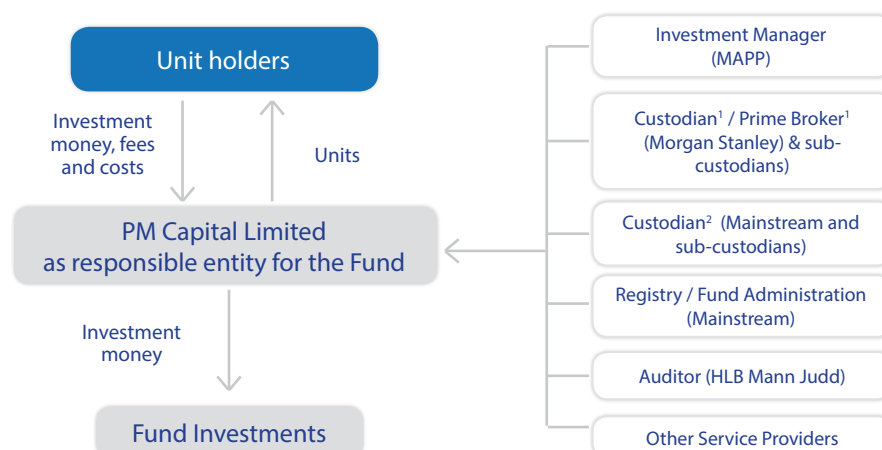 Unit holders
Investment
money, fees
and costs
Units
PM Capital Limited
as responsible entity for the Fund
Investment
money
Fund Investments
Investment Manager
(MAPP)
Custodian¹ / Prime Broker¹
(Morgan Stanley) & sub-
custodians)
Custodian² (Mainstream and
sub-custodians)
Registry / Fund Administration
(Mainstream)
Auditor (HLB Mann Judd)
Other Service Providers